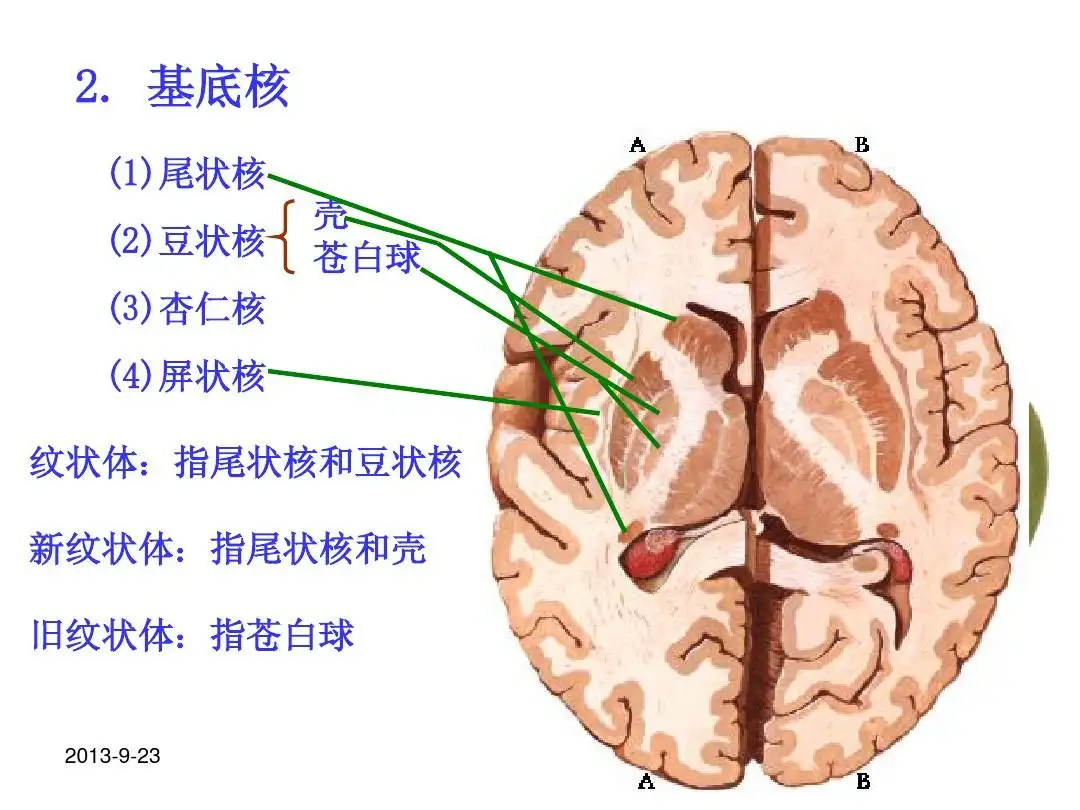 2. 基底核
A
B
(1)尾状核
壳
(2)豆状核
苍白球
(3)杏仁核
(4)屏状核
纹状体：指尾状核和豆状核
新纹状体：指尾状核和壳
旧纹状体：指苍白球
2013-9-23
A
B